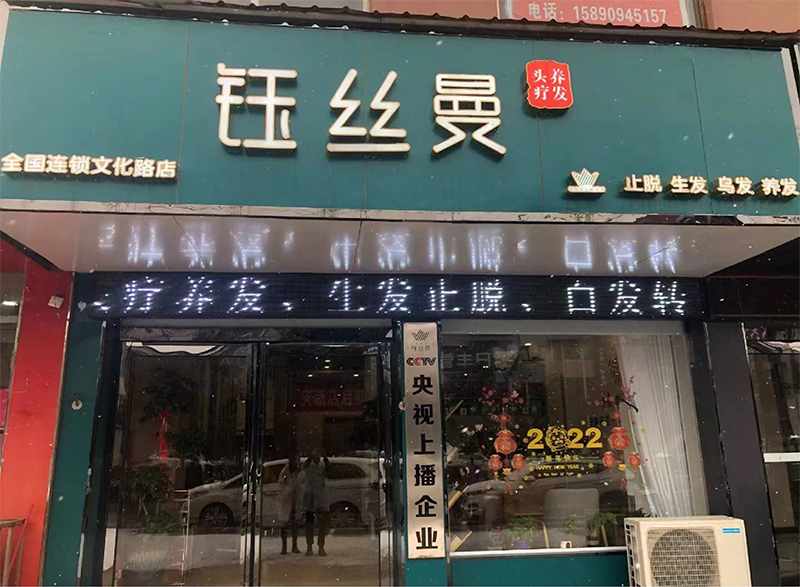 电话：15890945157
钰丝曼
头疗
养发
全国连锁文化路店
止脱 生发 乌发 养发
疗养发、生发止脱、白发转
CCTV
央视上播企业
2022
HAPPY NEW YEAR